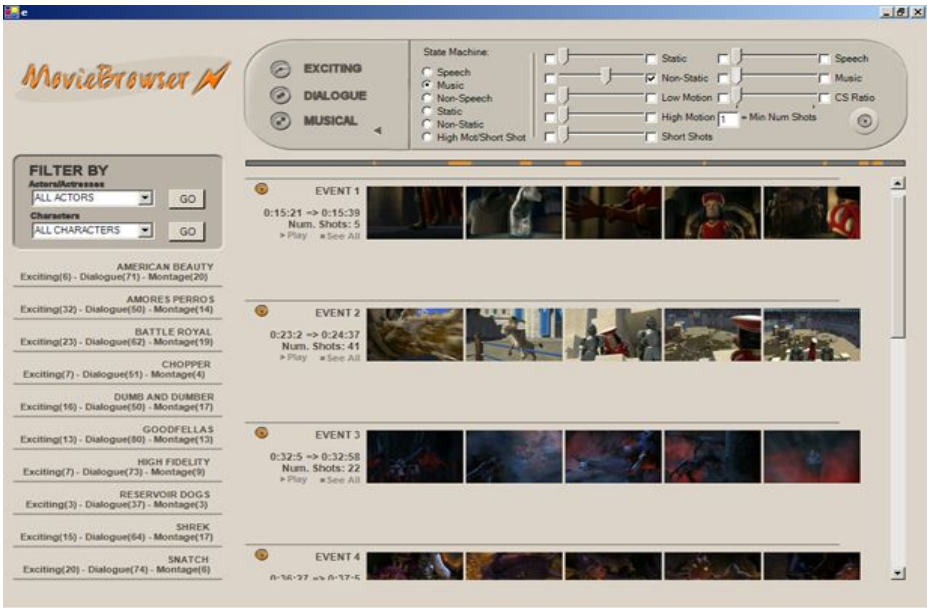 e
MovieBrowser
EXCITING
DIALOGUE
MUSICAL
State Machine:
Speech
Music
Non-Speech
Static
Non-Static
High Mot/Short Shot
Static
Non-Static
Low Motion
High Motion
Short Shots
Speech
Music
CS Ratio
1 = Min Num Shots
FILTER BY
Actors/Actresses
ALL ACTORS GO
Characters
ALL CHARACTERS GO
AMERICAN BEAUTY
Exciting(6) - Dialogue(71) - Montage(20)
AMORES PERROS
Exciting(32) - Dialogue(50) - Montage(14)
BATTLE ROYAL
Exciting(23) - Dialogue(62) - Montage(19)
CHOPPER
Exciting(7) - Dialogue(51) - Montage(4)
DUMB AND DUMBER
Exciting(16) - Dialogue(50) - Montage(17)
GOODFELLAS
Exciting(13) - Dialogue(80) - Montage(13)
HIGH FIDELITY
Exciting(7) - Dialogue(73) - Montage(9)
RESERVOIR DOGS
Exciting(3) - Dialogue(37) - Montage(3)
SHREK
Exciting(15) - Dialogue(64) - Montage(17)
SNATCH
Exciting(20) - Dialogue(74) - Montage(6)
EVENT 1
0:15:21 => 0:15:39
Num. Shots: 5
Play See All
EVENT 2
0:23:2 => 0:24:37
Num. Shots: 41
Play See All
EVENT 3
0:32:5 => 0:32:58
Num. Shots: 22
Play See All
EVENT 4
0:36:27 => 0:37:5